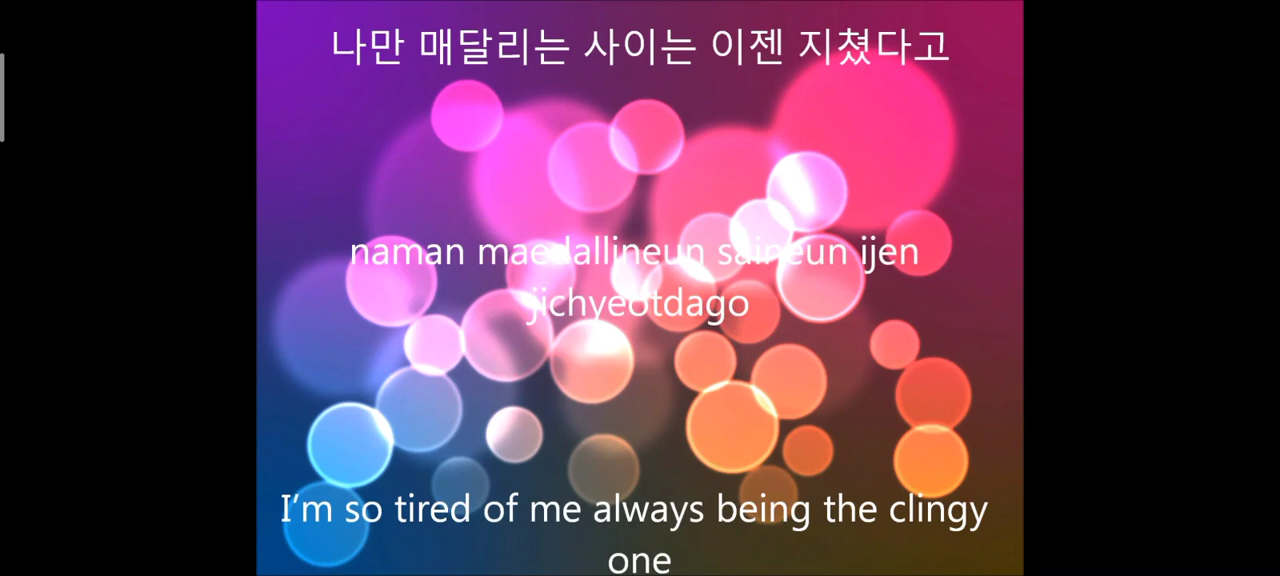 나만 매달리는 사이는 이젠 지쳤다고
naman maedallineun saineun ijen
jichyeotdago
I'm so tired of me always being the clingy
one